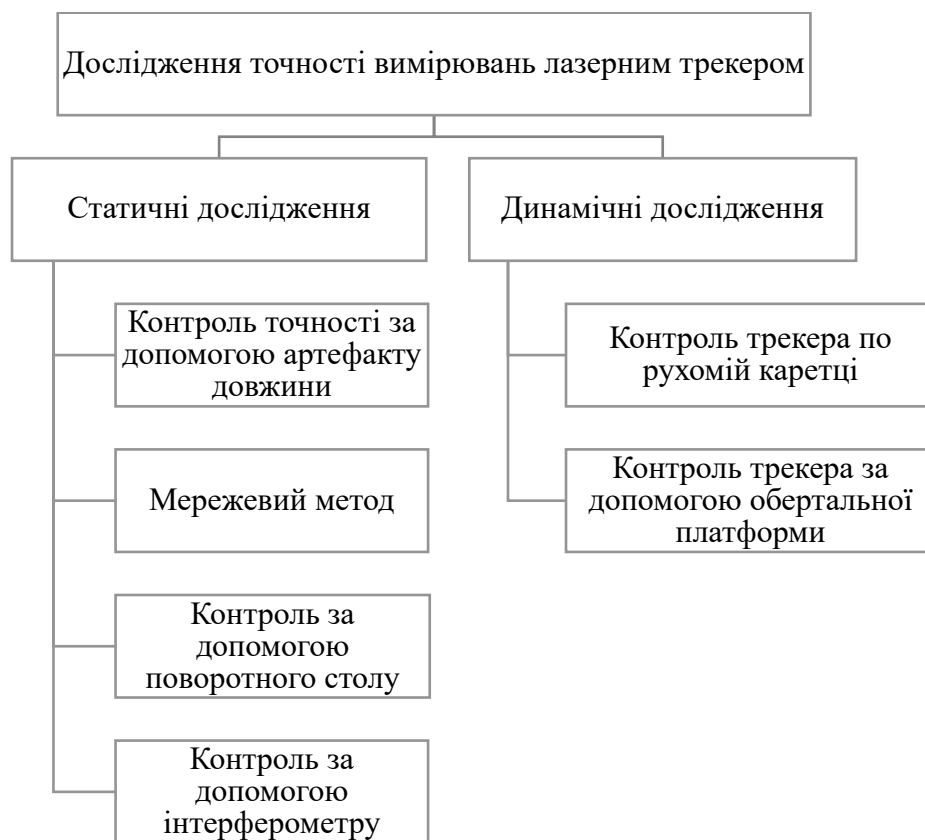 Дослідження точності вимірювань лазерним трекером
Статичні дослідження
Контроль точності за
допомогою артефакту
довжини
Мережевий метод
Контроль за
допомогою
поворотного столу
Контроль за
допомогою
інтерферометру
Динамічні дослідження
Контроль трекера по
рухомій каретці
Контроль трекера за
допомогою обертальної
платформи